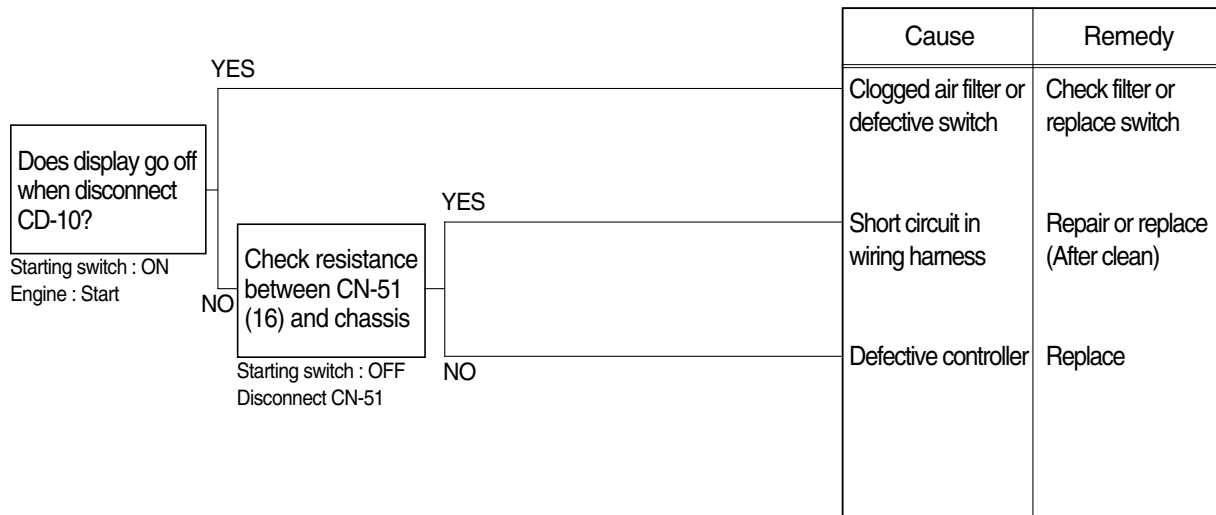 Cause
Remedy
YES
Clogged air filter or
defective switch
Check filter or
replace switch
Does display go off
when disconnect
CD-10?
Starting switch : ON
Engine : Start
NO
Check resistance
between CN-51
(16) and chassis
Starting switch : OFF
Disconnect CN-51
YES
Short circuit in
wiring harness
Repair or replace
(After clean)
NO
Defective controller
Replace